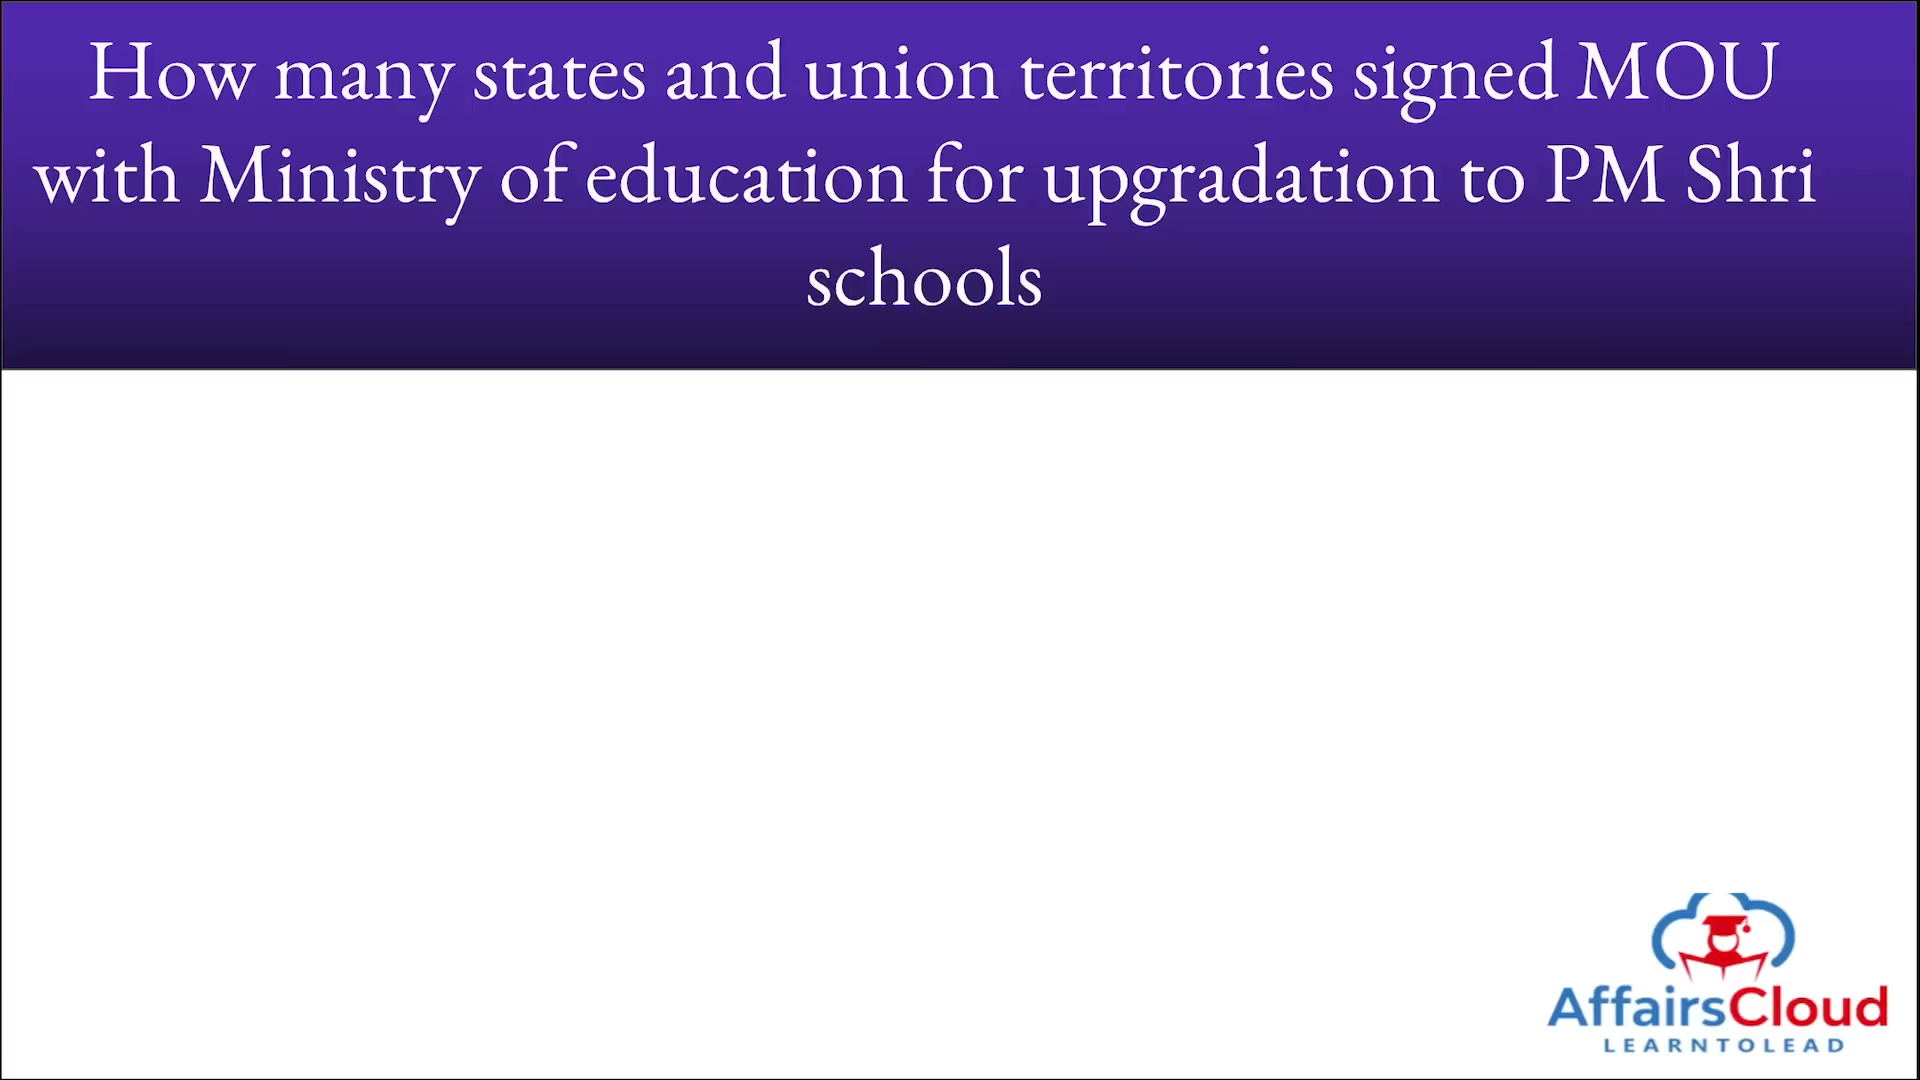 How many states and union territories signed MOU
with Ministry of education for upgradation to PM Shri
schools
AffairsCloud
LEARNTOLEAD